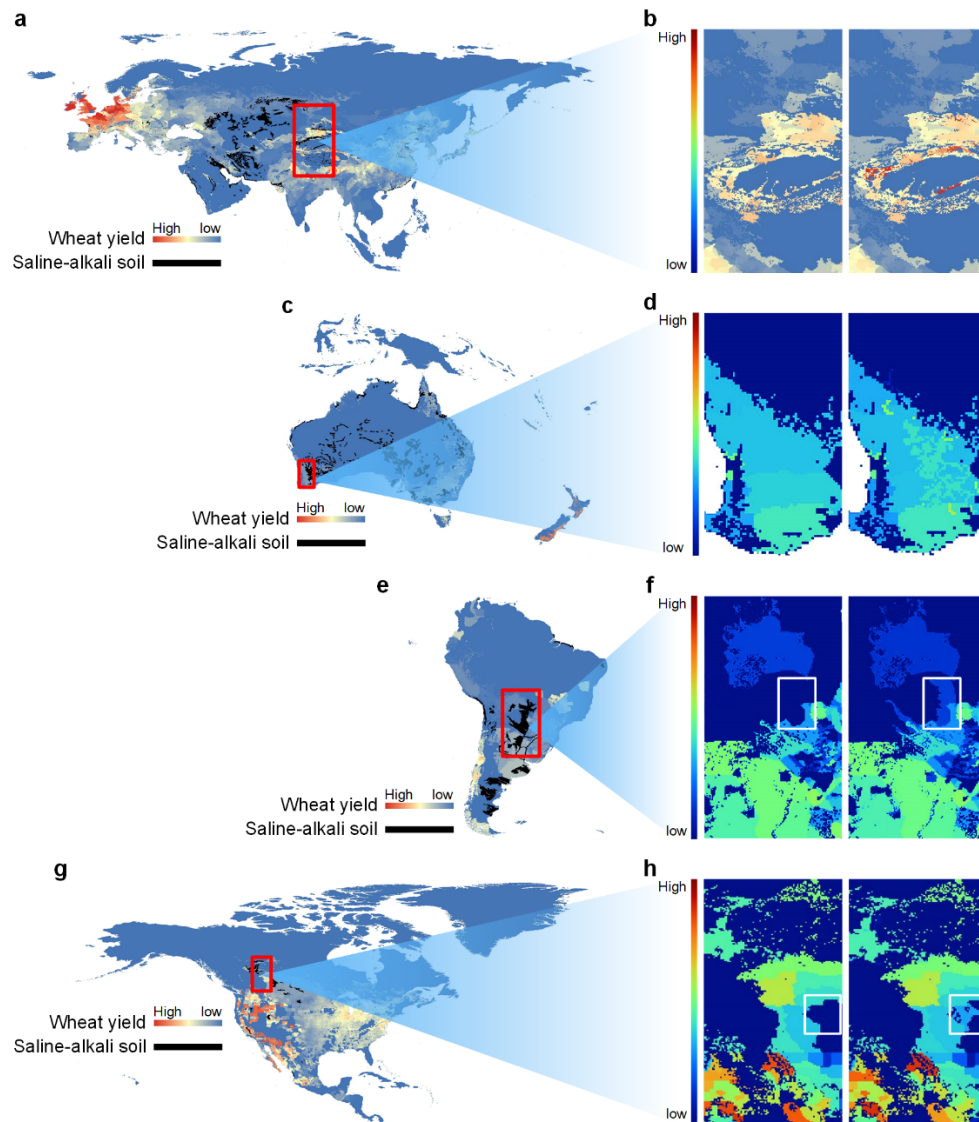 a
High low
Wheat yield
Saline-alkali soil
b
High
low
c
High low
Wheat yield
Saline-alkali soil
d
High
low
e
High low
Wheat yield
Saline-alkali soil
f
High
low
g
High low
Wheat yield
Saline-alkali soil
h
High
low